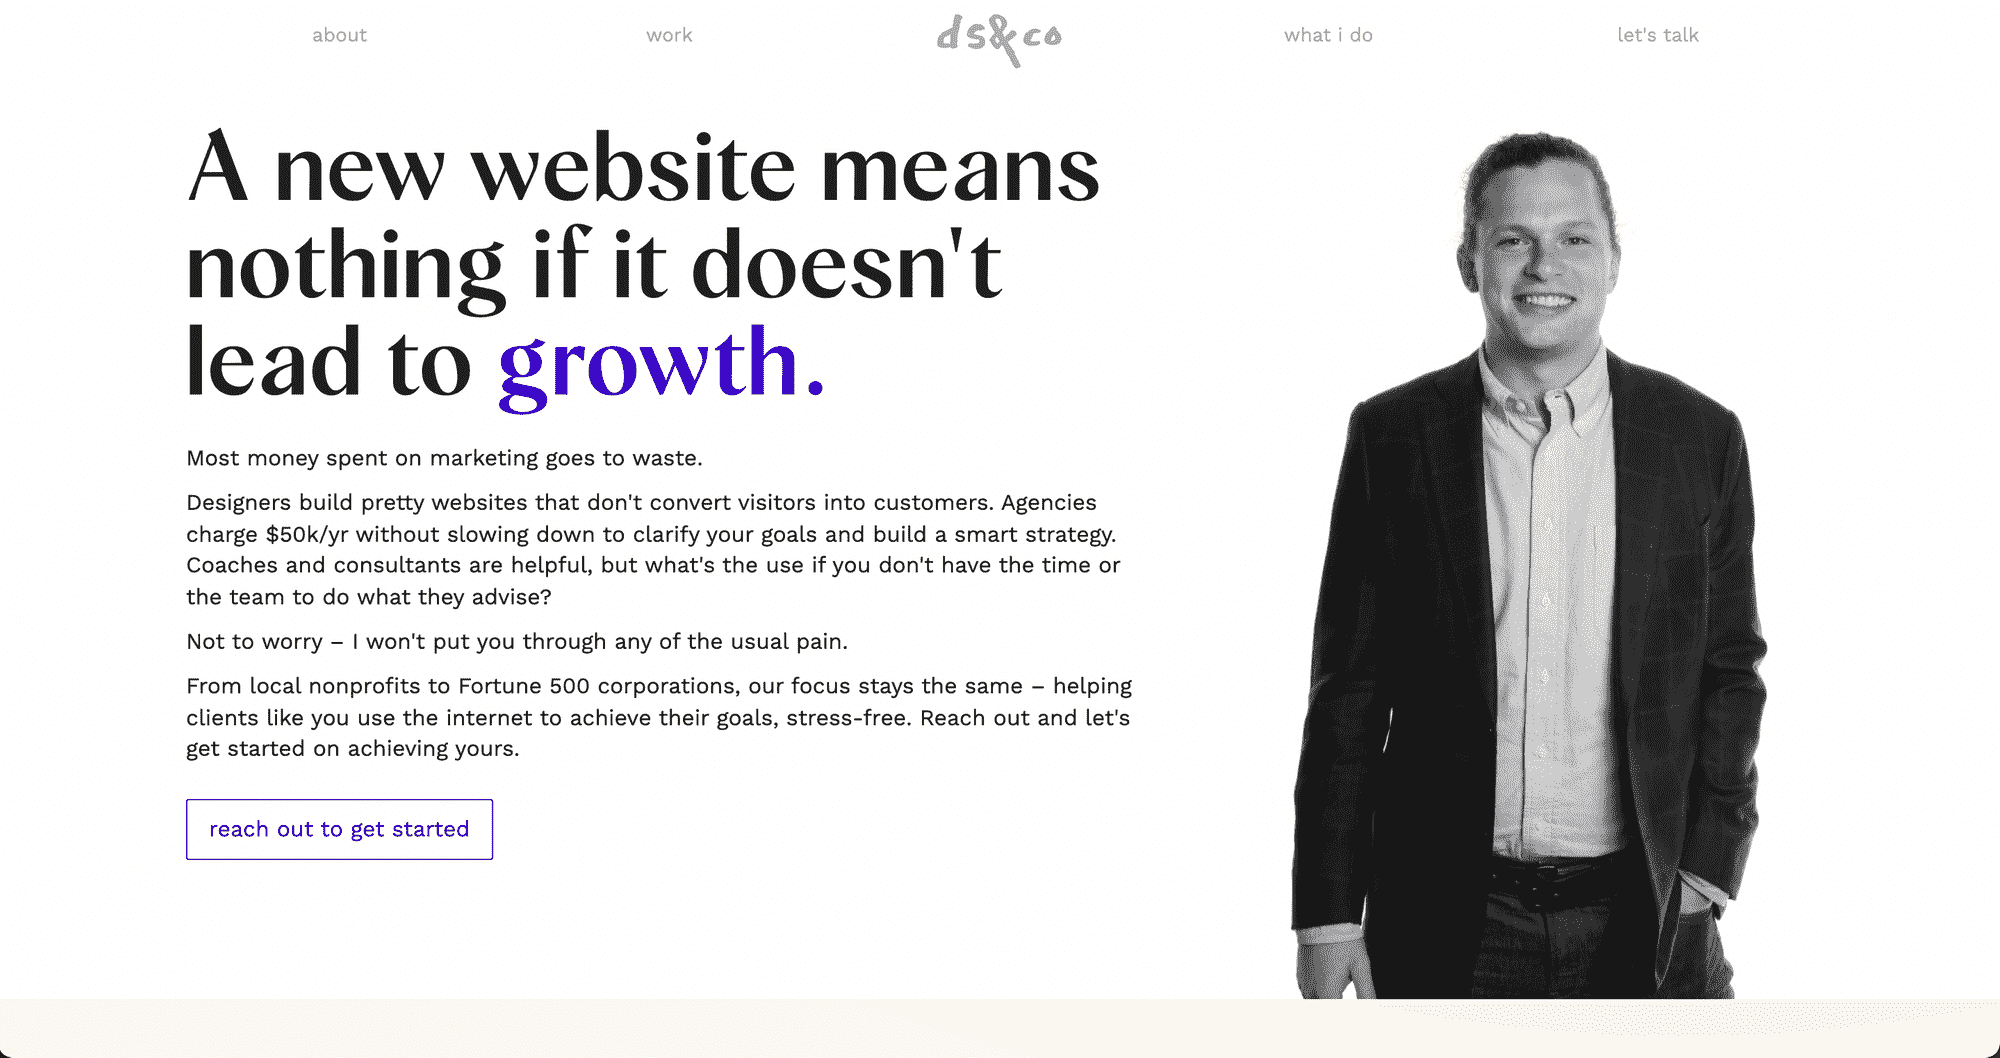 about
work
ds&co
what i do
let's talk
A new website means
nothing if it doesn't
lead to growth.
Most money spent on marketing goes to waste.
Designers build pretty websites that don't convert visitors into customers. Agencies
charge $50k/yr without slowing down to clarify your goals and build a smart strategy.
Coaches and consultants are helpful, but what's the use if you don't have the time or
the team to do what they advise?
Not to worry – I won't put you through any of the usual pain.
From local nonprofits to Fortune 500 corporations, our focus stays the same – helping
clients like you use the internet to achieve their goals, stress-free. Reach out and let's
get started on achieving yours.
reach out to get started